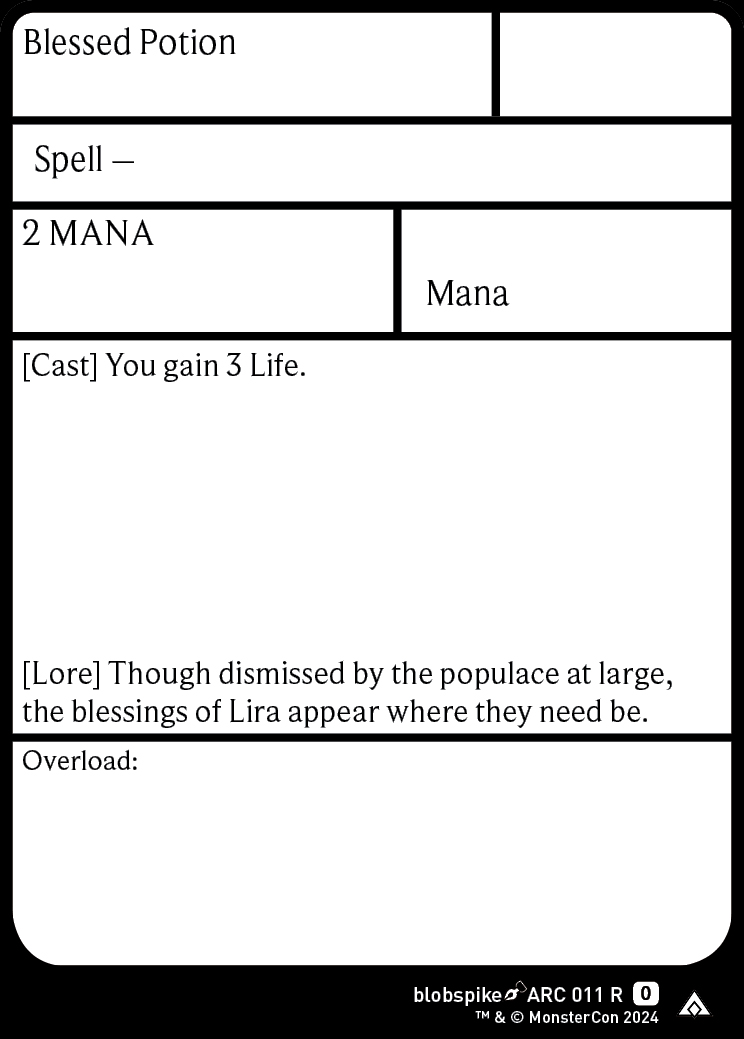 Blessed Potion
Spell —
2 MANA
Mana
[Cast] You gain 3 Life.
[Lore] Though dismissed by the populace at large,
the blessings of Lira appear where they need be.
Overload:
blobspike ARC 011 R 0
™ & © MonsterCon 2024